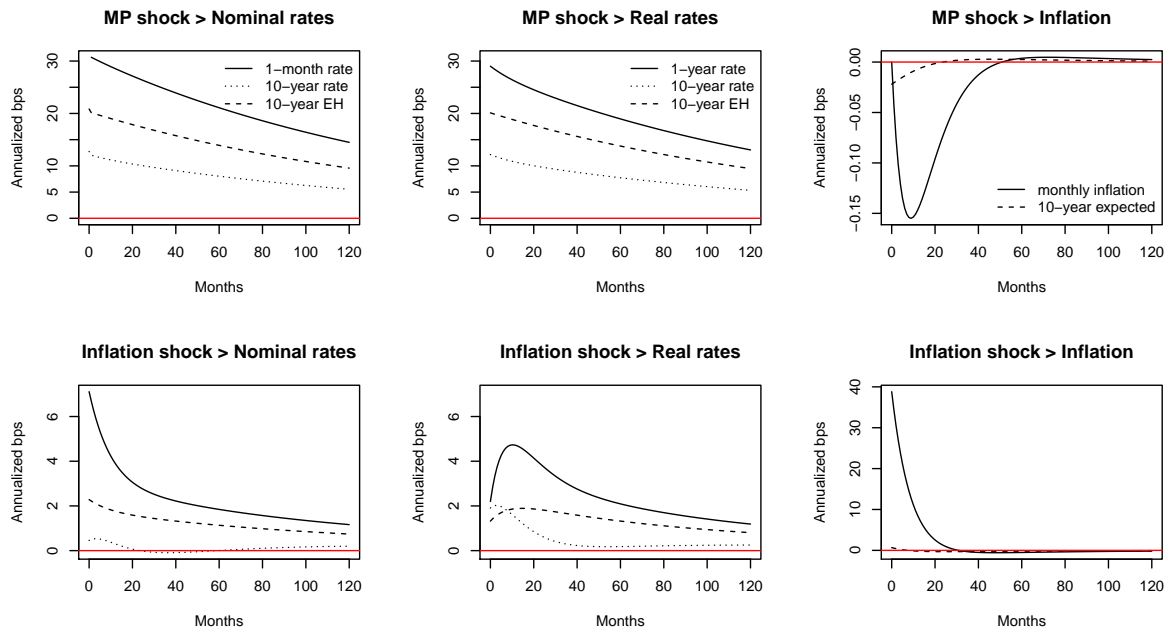 MP shock > Nominal rates
Annualized bps
0 5 10 20 30
1−month rate
10−year rate
10−year EH
0 20 40 60 80 100 120
Months
MP shock > Real rates
Annualized bps
0 5 10 20 30
1−year rate
10−year rate
10−year EH
0 20 40 60 80 100 120
Months
MP shock > Inflation
Annualized bps
−0.15 −0.10 −0.05 0.00
monthly inflation
10−year expected
0 20 40 60 80 100 120
Months
Inflation shock > Nominal rates
Annualized bps
0 2 4 6
0 20 40 60 80 100 120
Months
Inflation shock > Real rates
Annualized bps
0 2 4 6
0 20 40 60 80 100 120
Months
Inflation shock > Inflation
Annualized bps
0 10 20 30 40
0 20 40 60 80 100 120
Months